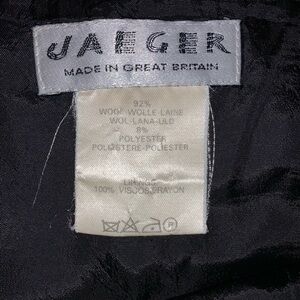 JAEGER
MADE IN GREAT BRITAIN
92%
WOOL-WOLLE-LAINE
WOL-LANA-ULD
8%
POLYESTER
POLIESTERE-POLIESTER
LINING
100% VISCOSE/RAYON
P